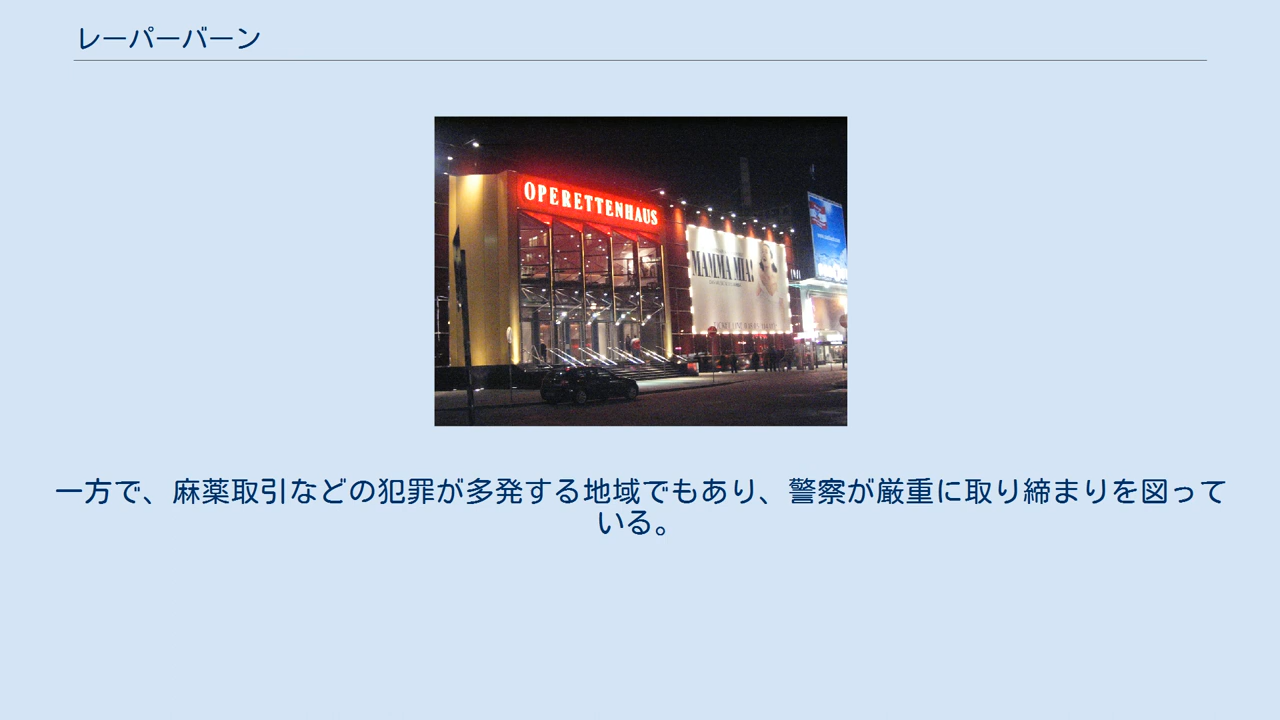 レーパーバーン
OPERETTENHAUS
MAMMA MIA!
一方で、麻薬取引などの犯罪が多発する地域でもあり、警察が厳重に取り締まりを図って
いる。